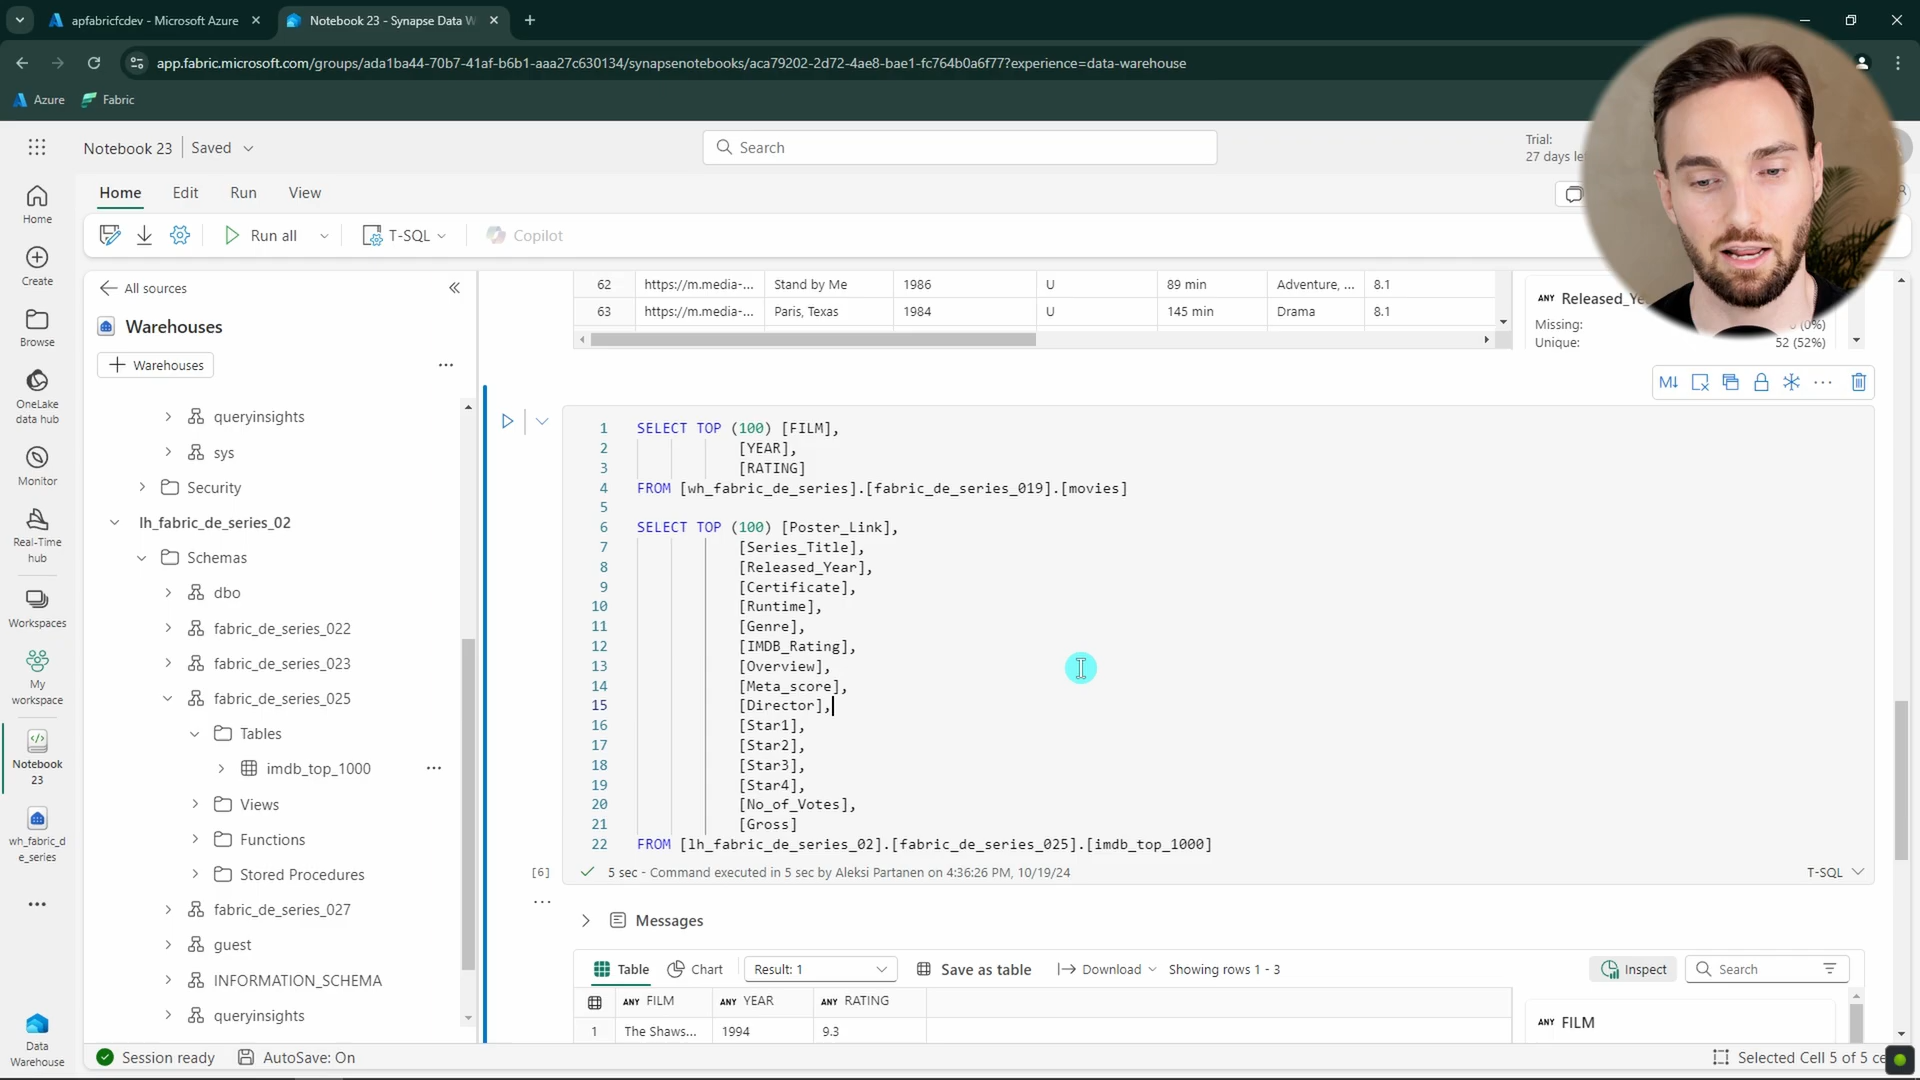 apfabricfcdev - Microsoft Azure
Notebook 23 - Synapse Data W
app.fabric.microsoft.com/groups/ada1ba44-70b7-41af-b6b1-aaa27c630134/synapsenotebooks/aca79202-2d72-4ae8-bae1-fc764b0a6f77?experience=data-warehouse
Azure
Fabric
Notebook 23
Saved
Search
Trial:
27 days le
Home
Edit
Run
View
Run all
T-SQL
Copilot
Home
Create
Browse
OneLake
data hub
Monitor
Real-Time
hub
Workspaces
My
workspace
Notebook
23
wh_fabric_d
e_series
Data
Warehouse
All sources
Warehouses
Warehouses
queryinsights
sys
Security
lh_fabric_de_series_02
Schemas
dbo
fabric_de_series_022
fabric_de_series_023
fabric_de_series_025
Tables
imdb_top_1000
Views
Functions
Stored Procedures
fabric_de_series_027
guest
INFORMATION_SCHEMA
queryinsights
62 https://m.media-... Stand by Me 1986 U 89 min Adventure, ... 8.1
63 https://m.media-... Paris, Texas 1984 U 145 min Drama 8.1
ANY Released_Ye
Missing: (0%)
Unique: 52 (52%)
M↓
1 SELECT TOP (100) [FILM],
2 [YEAR],
3 [RATING]
4 FROM [wh_fabric_de_series].[fabric_de_series_019].[movies]
5
6 SELECT TOP (100) [Poster_Link],
7 [Series_Title],
8 [Released_Year],
9 [Certificate],
10 [Runtime],
11 [Genre],
12 [IMDB_Rating],
13 [Overview],
14 [Meta_score],
15 [Director],
16 [Star1],
17 [Star2],
18 [Star3],
19 [Star4],
20 [No_of_Votes],
21 [Gross]
22 FROM [lh_fabric_de_series_02].[fabric_de_series_025].[imdb_top_1000]
[6] 5 sec - Command executed in 5 sec by Aleksi Partanen on 4:36:26 PM, 10/19/24 T-SQL
Messages
Table Chart Result: 1 Save as table Download Showing rows 1 - 3 Inspect Search
ANY FILM ANY YEAR ANY RATING
1 The Shaws... 1994 9.3
ANY FILM
Session ready AutoSave: On Selected Cell 5 of 5 ce